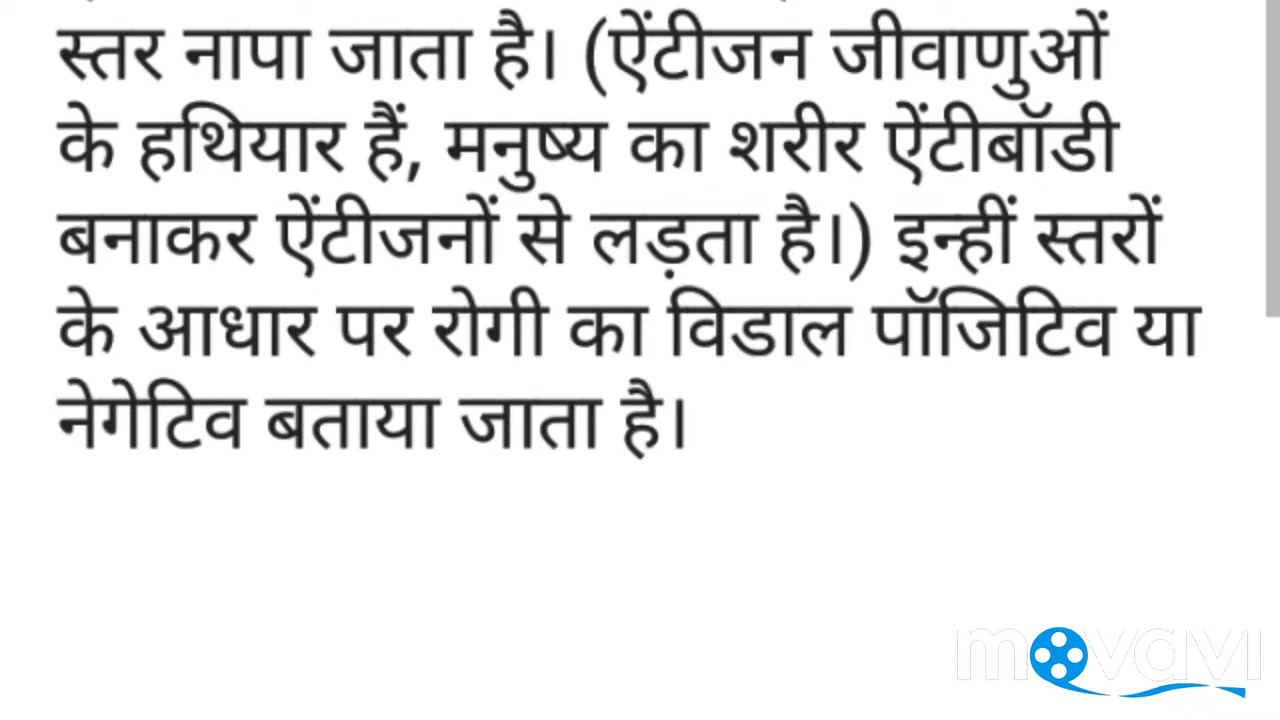 स्तर नापा जाता है। (ऐंटीजन जीवाणुओं
के हथियार हैं, मनुष्य का शरीर ऐंटीबॉडी
बनाकर ऐंटीजनों से लड़ता है।) इन्हीं स्तरों
के आधार पर रोगी का विडाल पॉजिटिव या
नेगेटिव बताया जाता है।
movavi